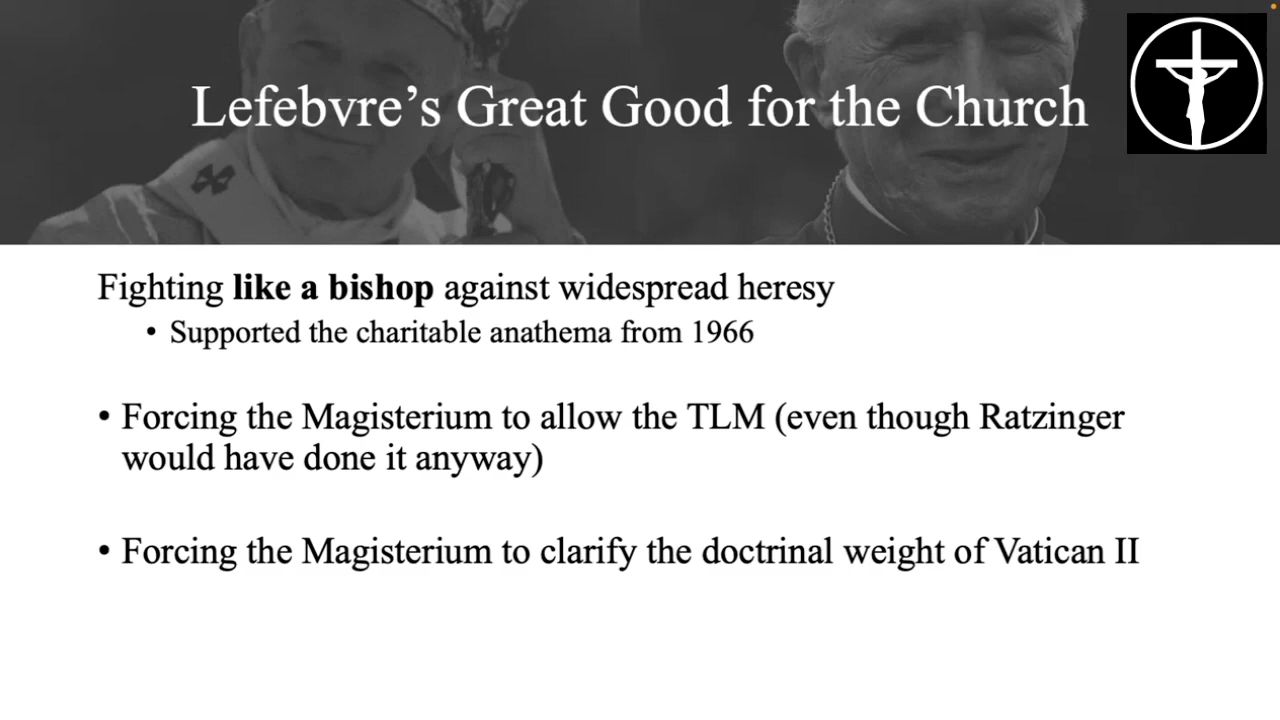 Lefebvre’s Great Good for the Church
Fighting like a bishop against widespread heresy
• Supported the charitable anathema from 1966
• Forcing the Magisterium to allow the TLM (even though Ratzinger
would have done it anyway)
• Forcing the Magisterium to clarify the doctrinal weight of Vatican II